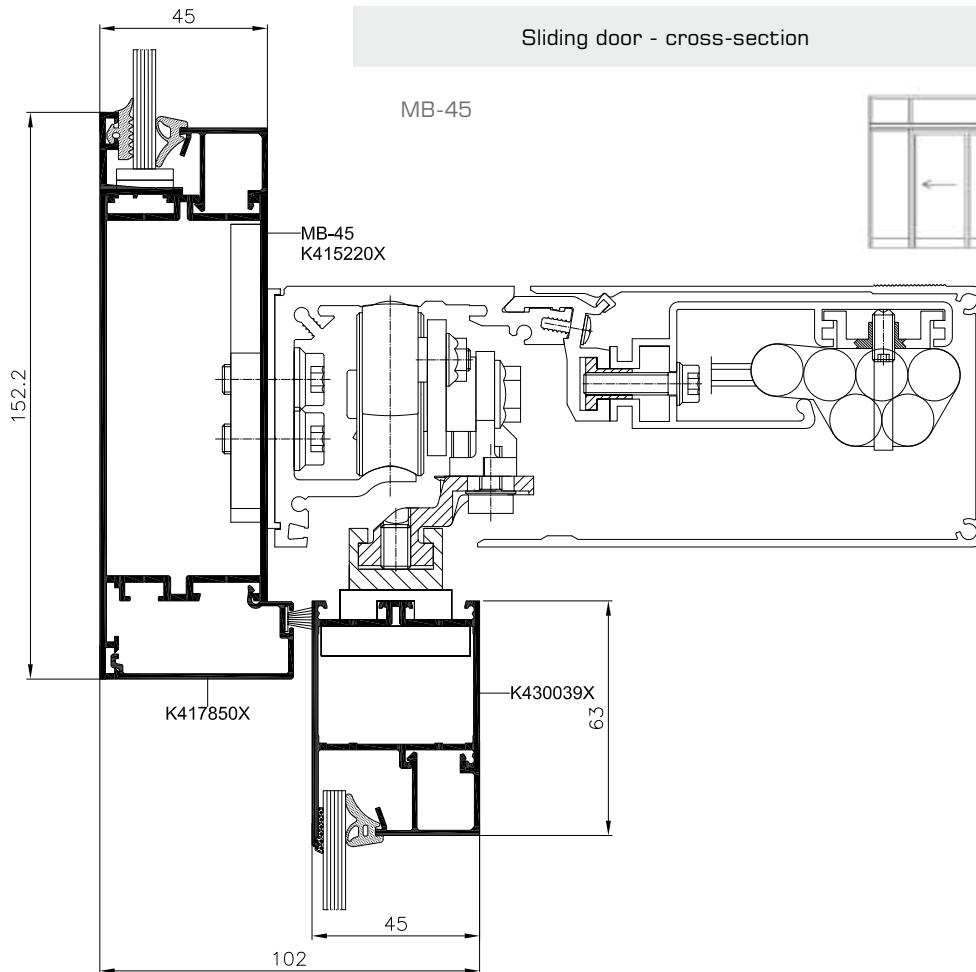 45
Sliding door - cross-section
MB-45
MB-45
K415220X
152.2
K417850X
K430039X
63
45
102